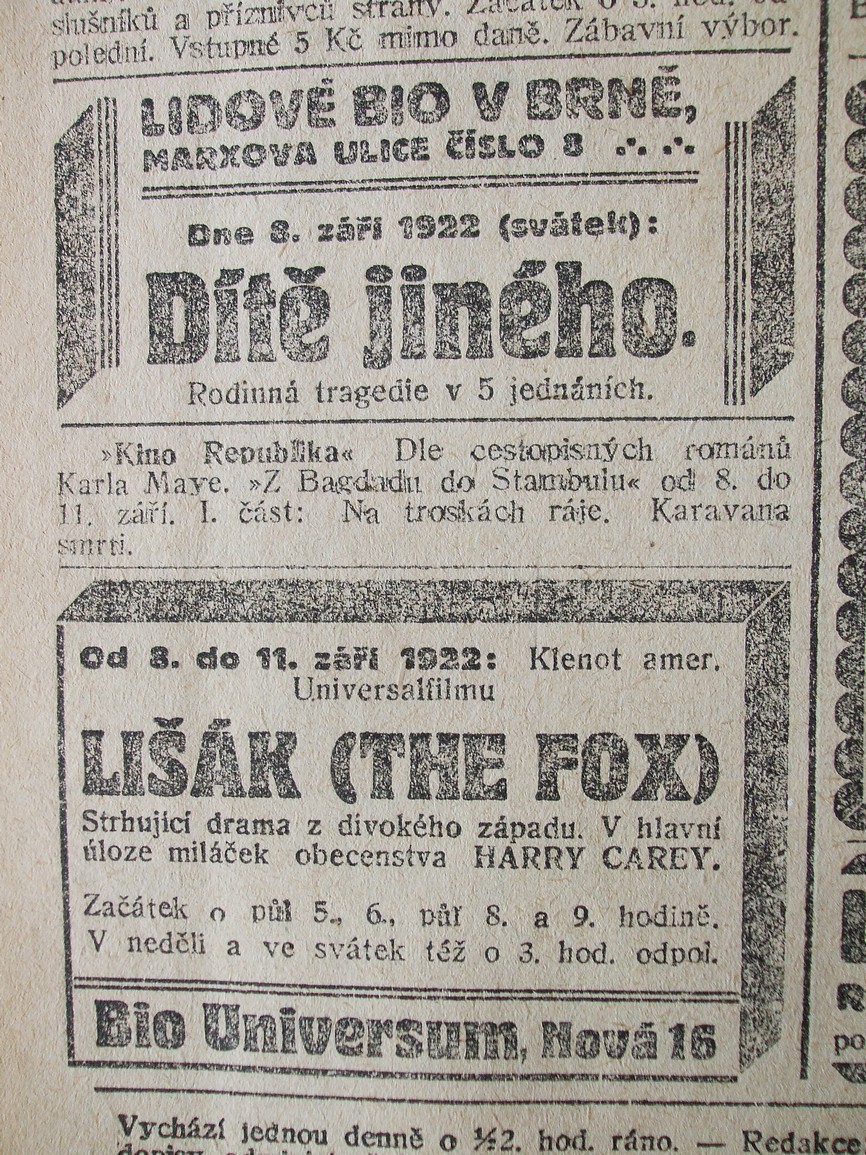 slušníků a příznivců strany. Začátek o 3. hod. od
polední. Vstupné 5 Kč mimo daně. Zábavní výbor.
LIDOVÉ BIO V BRNĚ,
MARXOVA ULICE ČÍSLO 8
Dne 8. září 1922 (svátek):
Dítě jiného.
Rodinná tragedie v 5 jednáních.
»Kino Republika« Dle cestopisných románů
Karla Maye. »Z Bagdadu do Stambulu« od 8. do
11. září. I. část: Na troskách ráje. Karavana
smrti.
Od 8. do 11. září 1922: Klenot amer.
Universalfilmu
LIŠÁK (THE FOX)
Strhující drama z divokého západu. V hlavní
úloze miláček obecenstva HARRY CAREY.
Začátek o půl 5., 6., půř 8. a 9. hodině.
V neděli a ve svátek též o 3. hod. odpol.
Bio Universum, Nová 16
Vychází jednou denně o ½2. hod. ráno. — Redakce
po